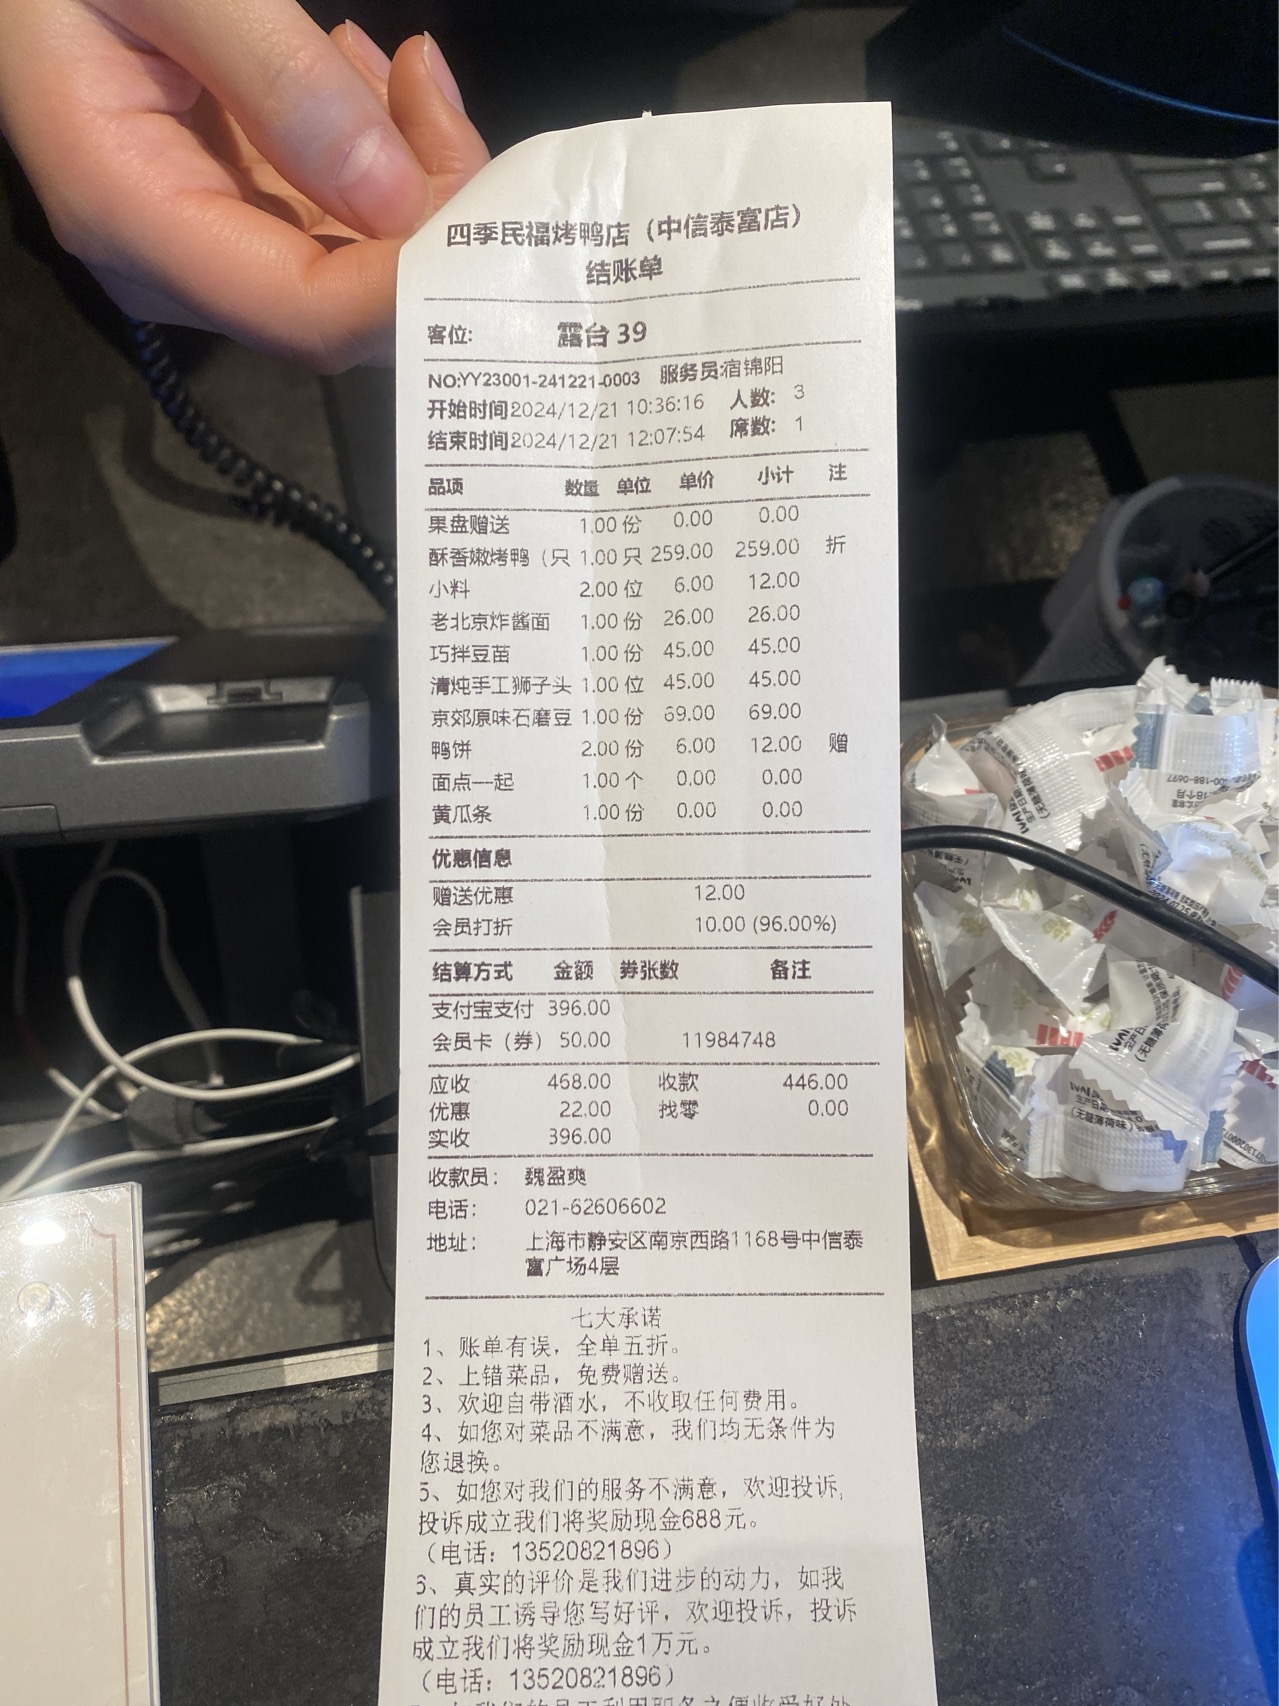 四季民福烤鸭店（中信泰富店）
结账单
客位： 露台 39
NO:YY23001-241221-0003 服务员:宿锦阳
开始时间2024/12/21 10:36:16 人数： 3
结束时间2024/12/21 12:07:54 席数： 1
品项 数量 单位 单价 小计 注
果盘赠送 1.00 份 0.00 0.00
酥香嫩烤鸭（只 1.00 只 259.00 259.00 折
小料 2.00 位 6.00 12.00
老北京炸酱面 1.00 份 26.00 26.00
巧拌豆苗 1.00 份 45.00 45.00
清炖手工狮子头 1.00 位 45.00 45.00
京郊原味石磨豆 1.00 份 69.00 69.00
鸭饼 2.00 份 6.00 12.00 赠
面点一起 1.00 个 0.00 0.00
黄瓜条 1.00 份 0.00 0.00
优惠信息
赠送优惠 12.00
会员打折 10.00 (96.00%)
结算方式 金额 券张数 备注
支付宝支付 396.00
会员卡（券） 50.00 11984748
应收 468.00 收款 446.00
优惠 22.00 找零 0.00
实收 396.00
收款员： 魏盈爽
电话： 021-62606602
地址： 上海市静安区南京西路1168号中信泰
富广场4层
七大承诺
1、账单有误，全单五折。
2、上错菜品，免费赠送。
3、欢迎自带酒水，不收取任何费用。
4、如您对菜品不满意，我们均无条件为
您退换。
5、如您对我们的服务不满意，欢迎投诉，
投诉成立我们将奖励现金688元。
（电话：13520821896）
6、真实的评价是我们进步的动力，如我
们的员工诱导您写好评，欢迎投诉，投诉
成立我们将奖励现金1万元。
（电话：13520821896）